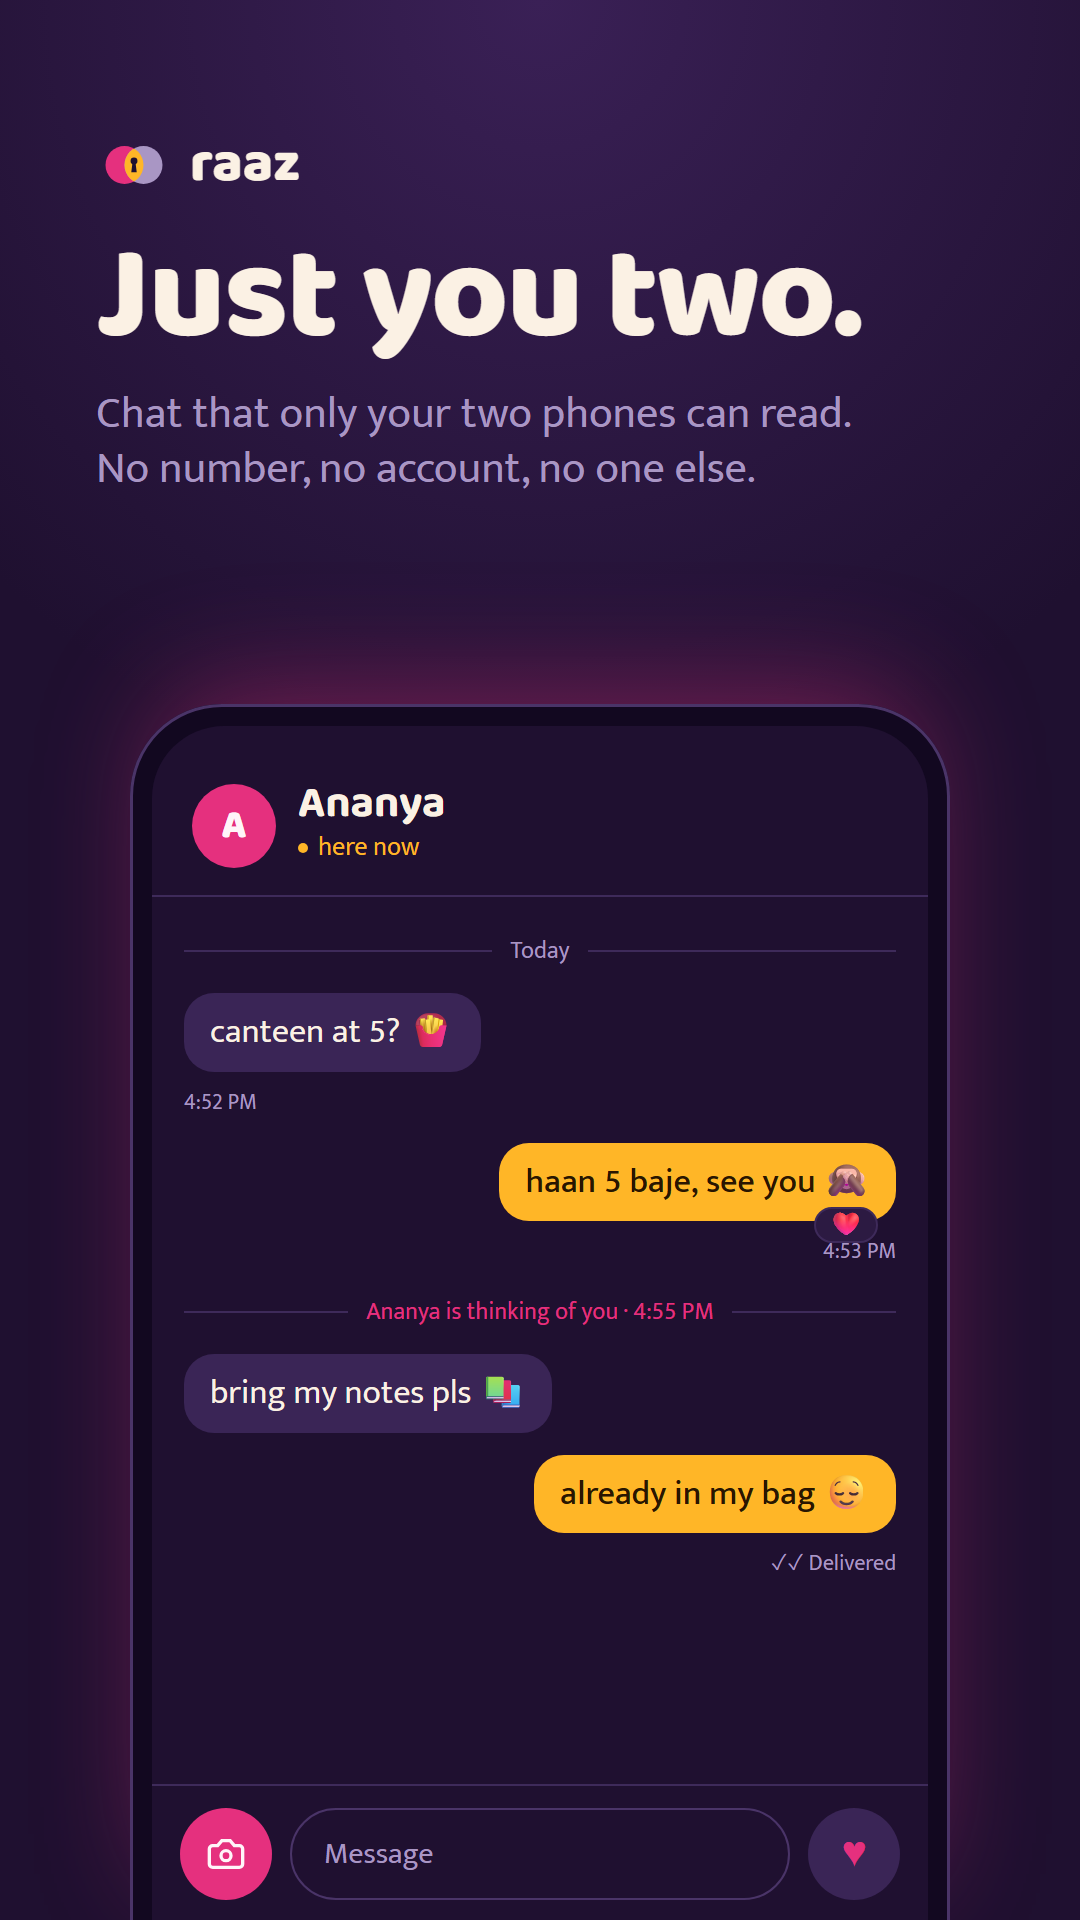 raaz
Just you two.
Chat that only your two phones can read.
No number, no account, no one else.
A
Ananya
here now
Today
canteen at 5? 🍟
4:52 PM
haan 5 baje, see you 🙈
❤️
4:53 PM
Ananya is thinking of you · 4:55 PM
bring my notes pls 📚
already in my bag 😌
✓✓ Delivered
Message
♥